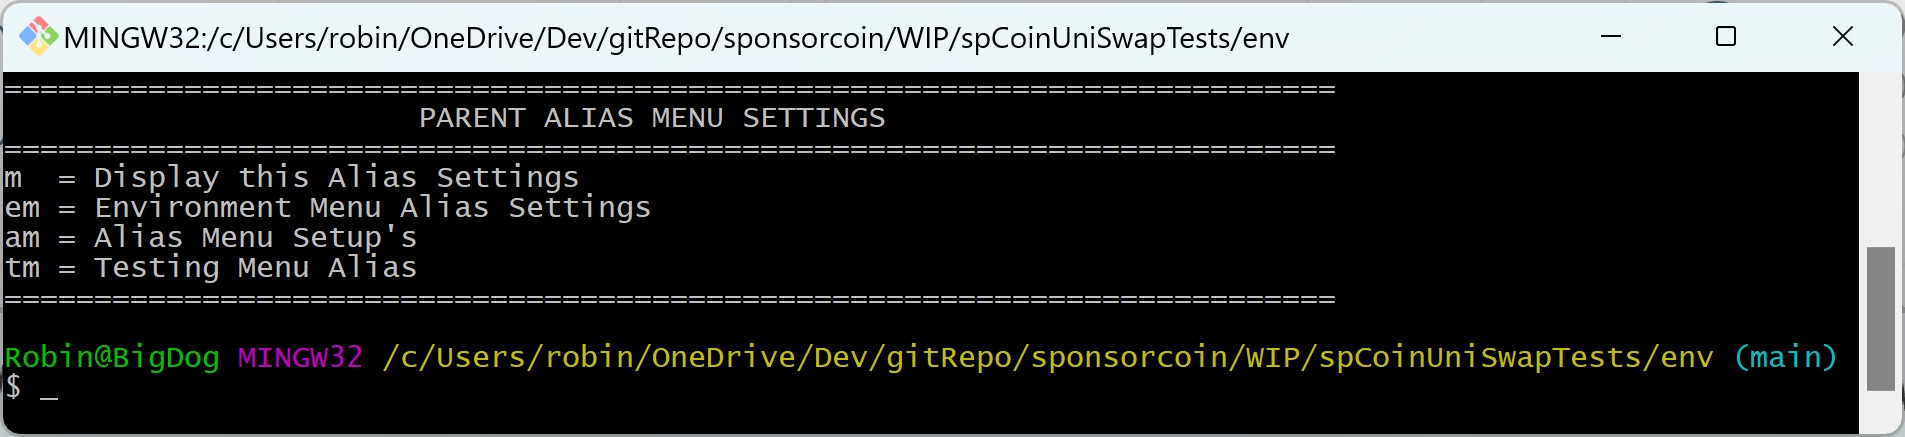 MINGW32:/c/Users/robin/OneDrive/Dev/gitRepo/sponsorcoin/WIP/spCoinUniSwapTests/env
==========================================================================
PARENT ALIAS MENU SETTINGS
==========================================================================
m  = Display this Alias Settings
em = Environment Menu Alias Settings
am = Alias Menu Setup's
tm = Testing Menu Alias
==========================================================================
Robin@BigDog MINGW32 /c/Users/robin/OneDrive/Dev/gitRepo/sponsorcoin/WIP/spCoinUniSwapTests/env (main)
$ _